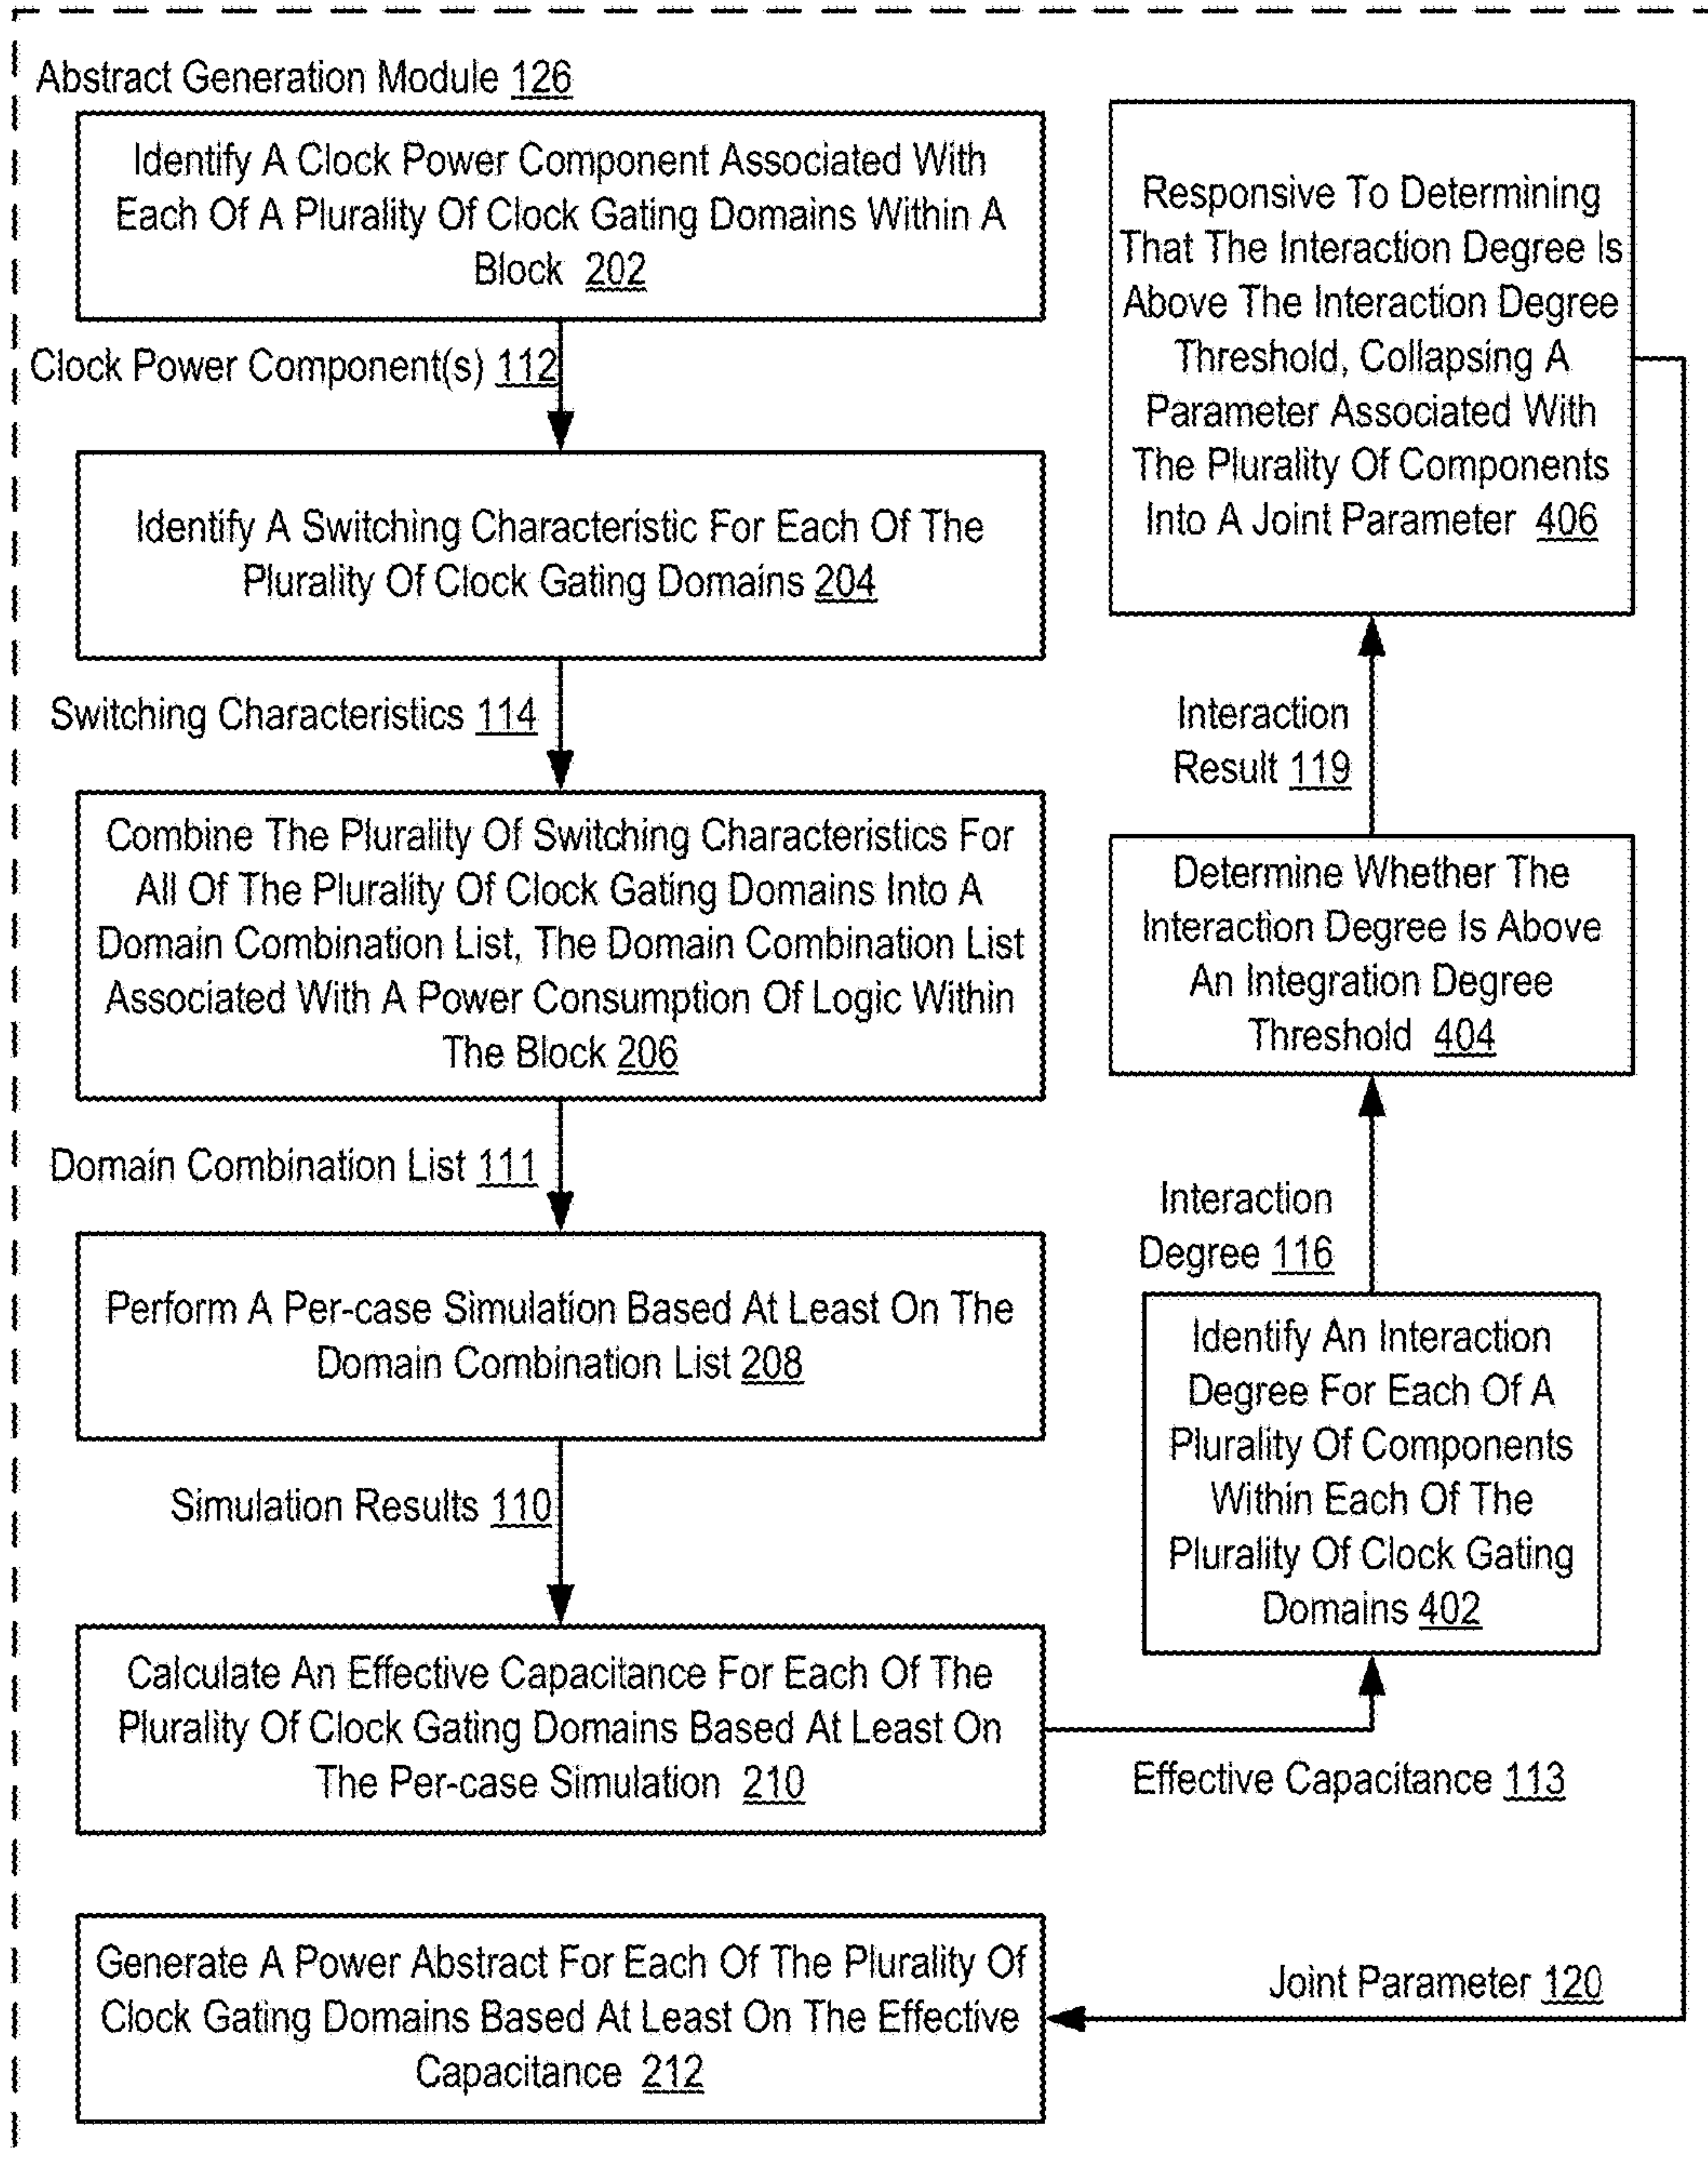 Abstract Generation Module 126
Identify A Clock Power Component Associated With
Each Of A Plurality Of Clock Gating Domains Within A
Block 202
Clock Power Component(s) 112
Identify A Switching Characteristic For Each Of The
Plurality Of Clock Gating Domains 204
Switching Characteristics 114
Combine The Plurality Of Switching Characteristics For
All Of The Plurality Of Clock Gating Domains Into A
Domain Combination List, The Domain Combination List
Associated With A Power Consumption Of Logic Within
The Block 206
Domain Combination List 111
Perform A Per-case Simulation Based At Least On The
Domain Combination List 208
Simulation Results 110
Calculate An Effective Capacitance For Each Of The
Plurality Of Clock Gating Domains Based At Least On
The Per-case Simulation 210
Effective Capacitance 113
Identify An Interaction
Degree For Each Of A
Plurality Of Components
Within Each Of The
Plurality Of Clock Gating
Domains 402
Interaction
Degree 116
Determine Whether The
Interaction Degree Is Above
An Integration Degree
Threshold 404
Interaction
Result 119
Responsive To Determining
That The Interaction Degree Is
Above The Interaction Degree
Threshold, Collapsing A
Parameter Associated With
The Plurality Of Components
Into A Joint Parameter 406
Joint Parameter 120
Generate A Power Abstract For Each Of The Plurality Of
Clock Gating Domains Based At Least On The Effective
Capacitance 212